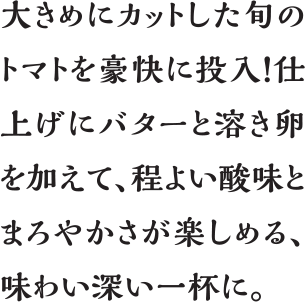 大きめにカットした旬の
トマトを豪快に投入!仕
上げにバターと溶き卵
を加えて、程よい酸味と
まろやかさが楽しめる、
味わい深い一杯に。